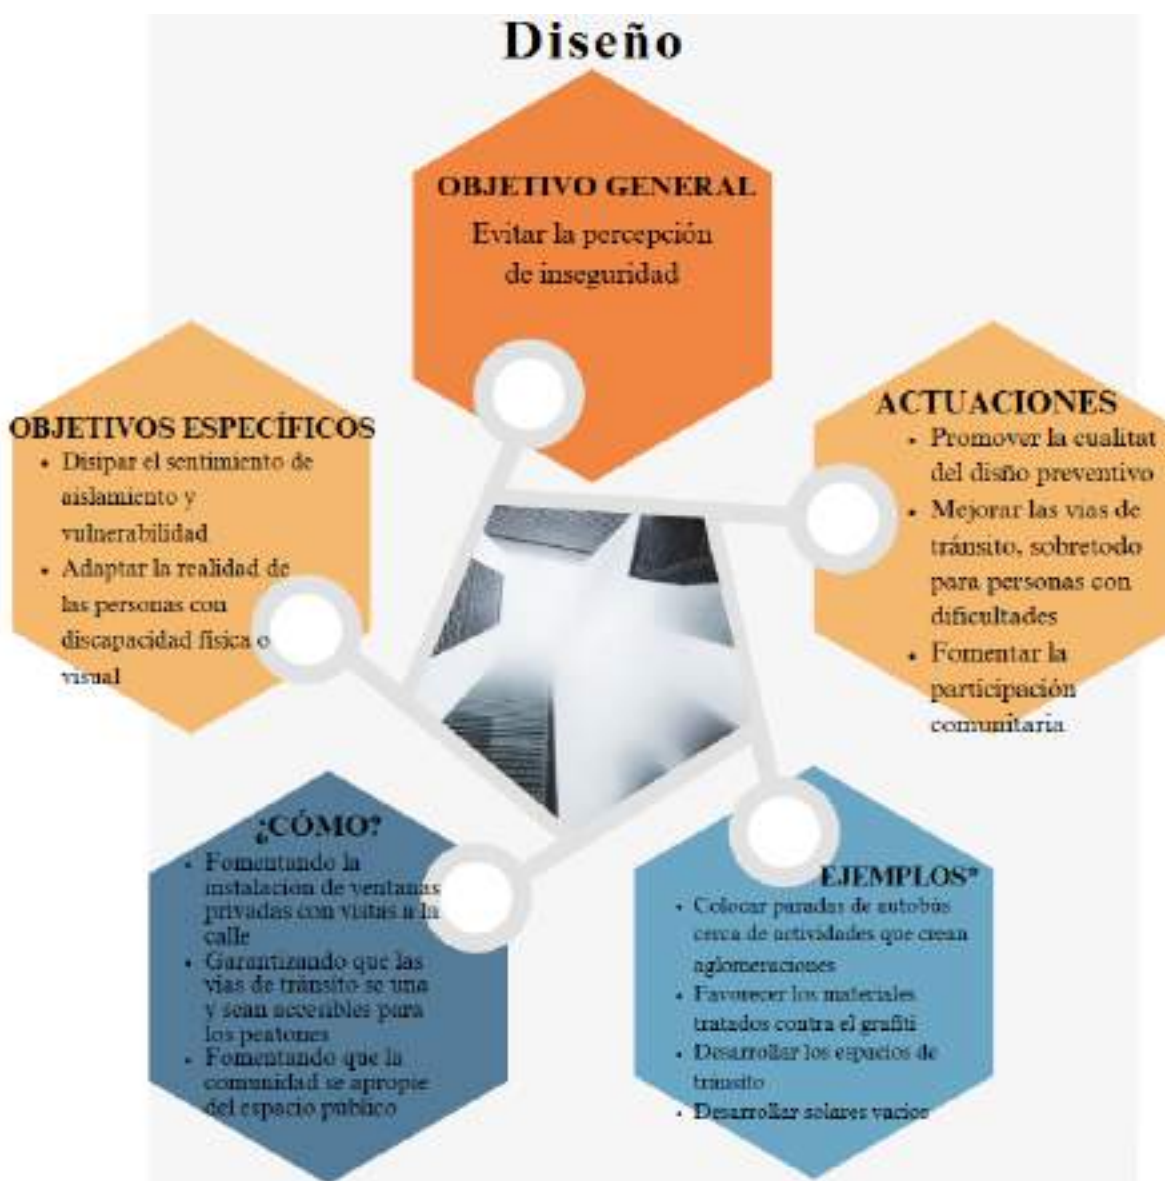 Diseño
OBJETIVO GENERAL
Evitar la percepción
de inseguridad
OBJETIVOS ESPECÍFICOS
• Disipar el sentimiento de
aislamiento y
vulnerabilidad
• Adaptar la realidad de
las personas con
discapacidad física o
visual
ACTUACIONES
• Promover la cualitat
del disño preventivo
• Mejorar las vias de
tránsito, sobretodo
para personas con
dificultades
• Fomentar la
participación
comunitaria
¿CÓMO?
• Fomentando la
instalación de ventanas
privadas con vistas a la
calle
• Garantizando que las
vias de tránsito se una
y sean accesibles para
los peatones
• Fomentando que la
comunidad se apropie
del espacio público
EJEMPLOS*
• Colocar paradas de autobús
cerca de actividades que crean
aglomeraciones
• Favorecer los materiales
tratados contra el grafiti
• Desarrollar los espacios de
tránsito
• Desarrollar solares vacios